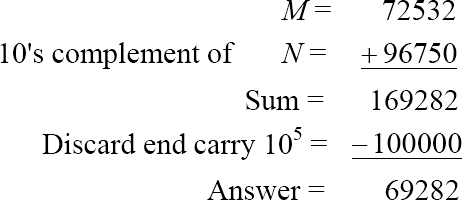 M = 72532
10's complement of N = + 96750
Sum = 169282
Discard end carry 10⁵ = − 100000
Answer = 69282